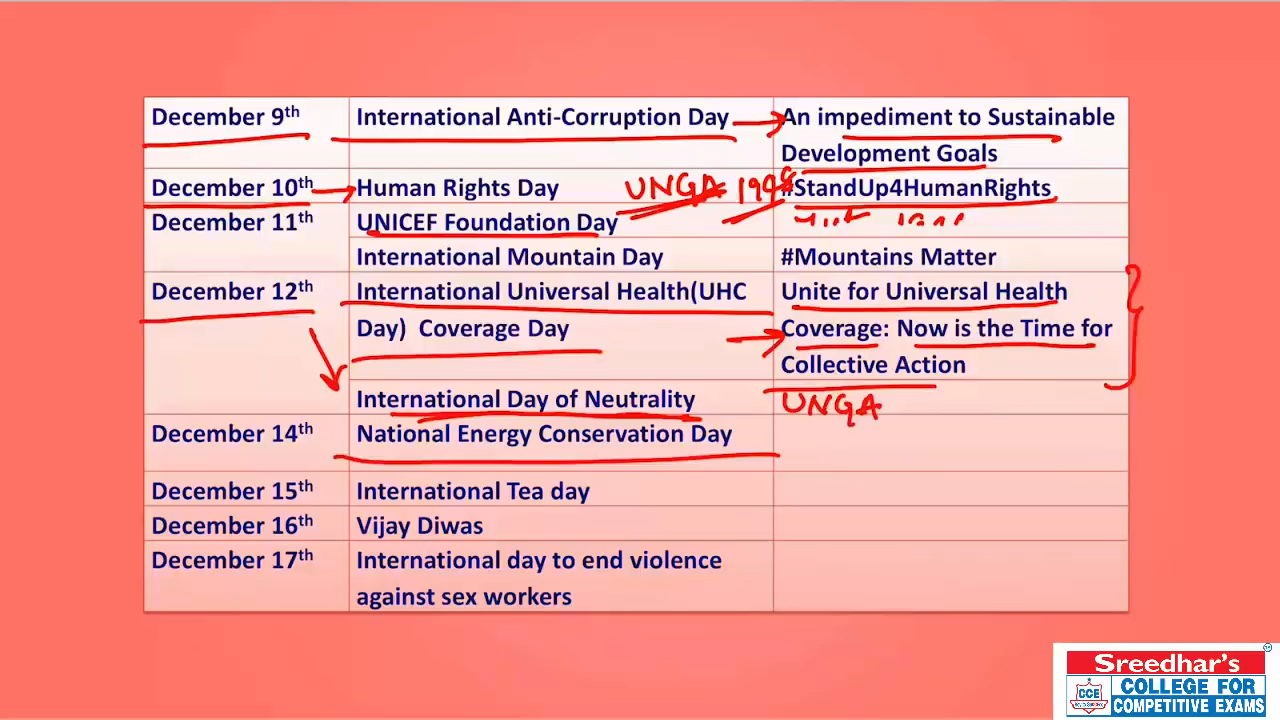 December 9th International Anti-Corruption Day An impediment to Sustainable
Development Goals
December 10th Human Rights Day UNGA #StandUp4HumanRights
December 11th UNICEF Foundation Day
International Mountain Day #Mountains Matter
December 12th International Universal Health(UHC Unite for Universal Health
Day) Coverage Day Coverage: Now is the Time for
Collective Action
International Day of Neutrality UNGA
December 14th National Energy Conservation Day
December 15th International Tea day
December 16th Vijay Diwas
December 17th International day to end violence
against sex workers
Sreedhar's
CCE COLLEGE FOR
COMPETITIVE EXAMS